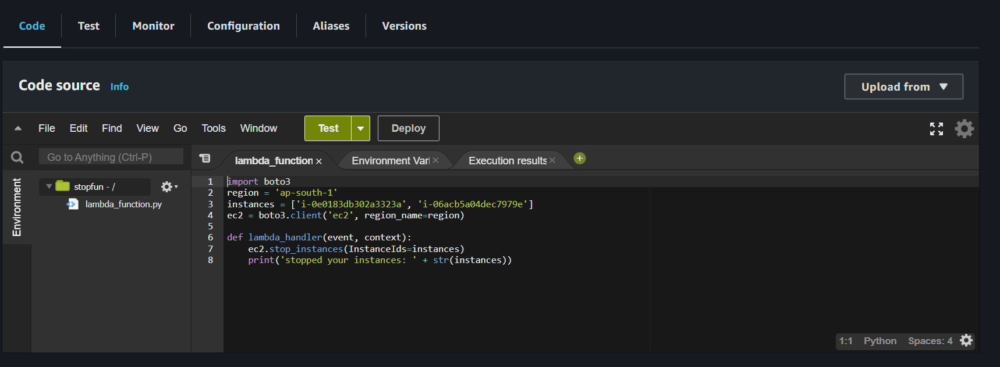 Code Test Monitor Configuration Aliases Versions
Code source Info
Upload from
File Edit Find View Go Tools Window Test Deploy
Go to Anything (Ctrl-P)
lambda_function × Environment Vari × Execution results ×
Environment
stopfun - /
lambda_function.py
1 import boto3
2 region = 'ap-south-1'
3 instances = ['i-0e0183db302a3323a', 'i-06acb5a04dec7979e']
4 ec2 = boto3.client('ec2', region_name=region)
5
6 def lambda_handler(event, context):
7     ec2.stop_instances(InstanceIds=instances)
8     print('stopped your instances: ' + str(instances))
1:1 Python Spaces: 4